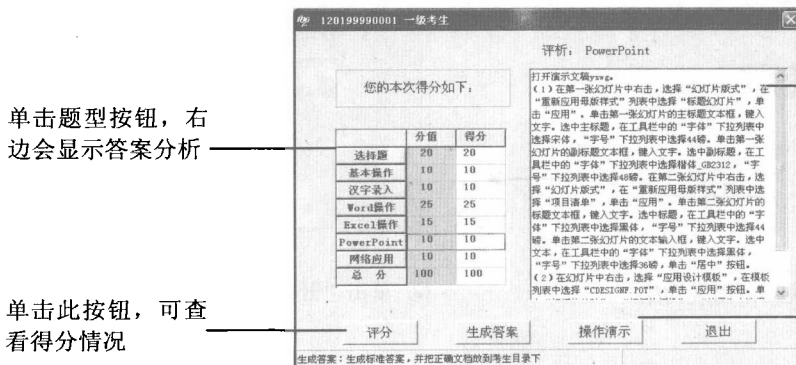 120199990001 一级考生
评析： PowerPoint
您的本次得分如下：
分值 得分
选择题 20 20
基本操作 10 10
汉字录入 10 10
Word操作 25 25
Excel操作 15 15
PowerPoint 10 10
网络应用 10 10
总 分 100 100
打开演示文稿yswg。
（1）在第一张幻灯片中右击，选择“幻灯片版式”，在
“重新应用母版样式”列表中选择“标题幻灯片”，单
击“应用”。单击第一张幻灯片的主标题文本框，键入
文字。选中主标题，在工具栏中的“字体”下拉列表中
选择宋体，“字号”下拉列表中选择44磅。单击第一张
幻灯片的副标题文本框，键入文字。选中副标题，在工
具栏中的“字体”下拉列表中选择楷体_GB2312，“字
号”下拉列表中选择48磅。在第二张幻灯片中右击，选
择“幻灯片版式”，在“重新应用母版样式”列表中选
择“项目清单”，单击“应用”。单击第二张幻灯片的
标题文本框，键入文字。选中标题，在工具栏中的“字
体”下拉列表中选择黑体，“字号”下拉列表中选择44
磅。单击第二张幻灯片的文本输入框，键入文字。选中
文本，在工具栏中的“字体”下拉列表中选择黑体，
“字号”下拉列表中选择36磅，单击“居中”按钮。
（2）在幻灯片中右击，选择“应用设计模板”，在模板
列表中选择“CDESIGNF.POT”，单击“应用”按钮。单
评分 生成答案 操作演示 退出
生成答案：生成标准答案，并把正确文档放到考生目录下
单击题型按钮，右
边会显示答案分析
单击此按钮，可查
看得分情况